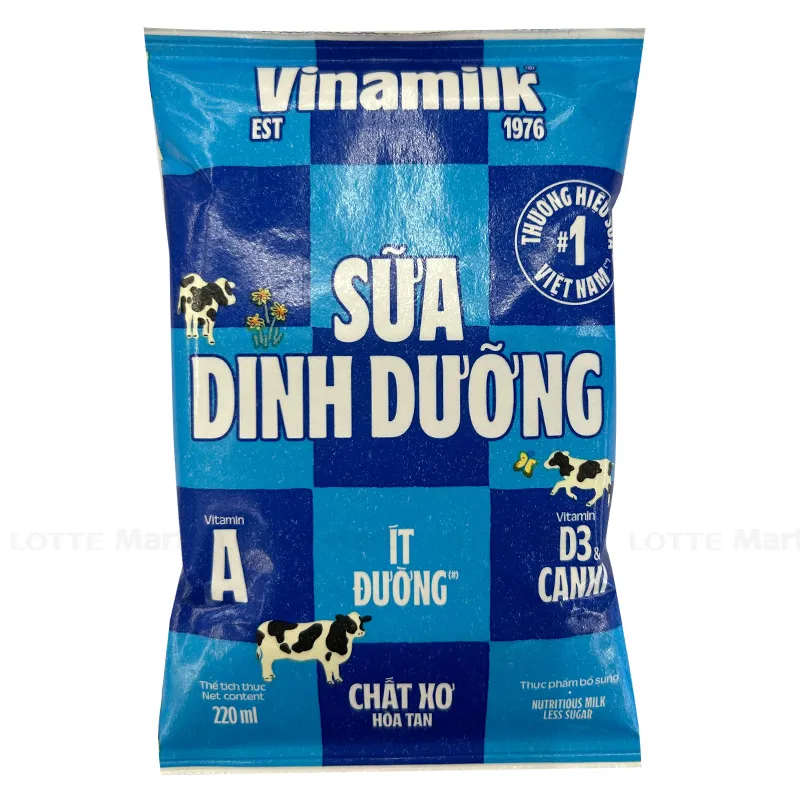 Vinamilk®
EST 1976
THƯƠNG HIỆU SỮA
#1
VIỆT NAM
SỮA
DINH DƯỠNG
Vitamin
A
ÍT
ĐƯỜNG(#)
Vitamin
D3 &
CANXI
LOTTE Mart
LOTTE Mart
Thể tích thực
Net content
220 ml
CHẤT XƠ
HÒA TAN
Thực phẩm bổ sung
NUTRITIOUS MILK
LESS SUGAR